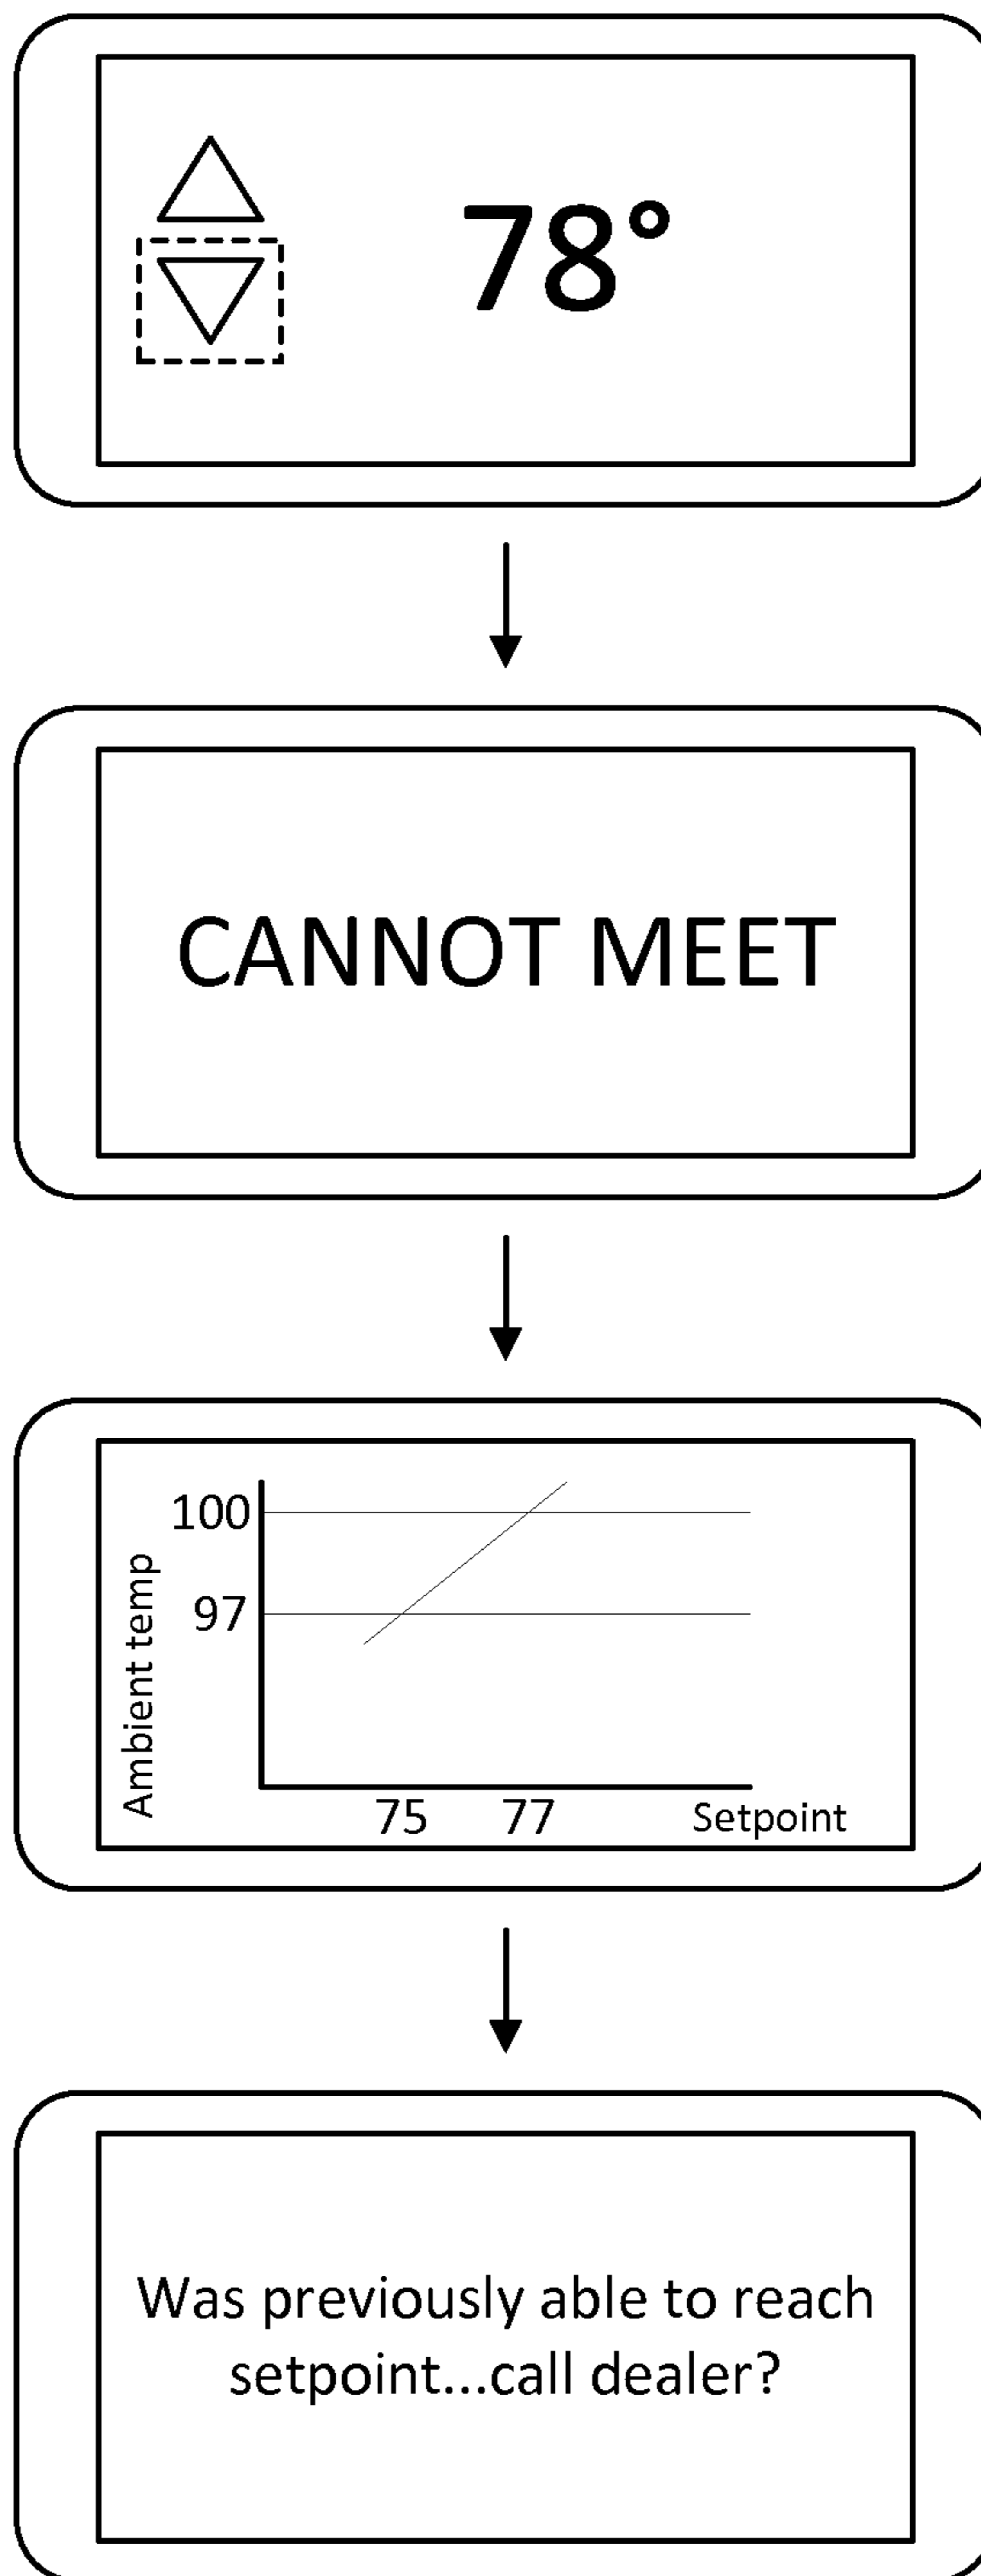 78°
CANNOT MEET
100
97
Ambient temp
75 77 Setpoint
Was previously able to reach
setpoint...call dealer?